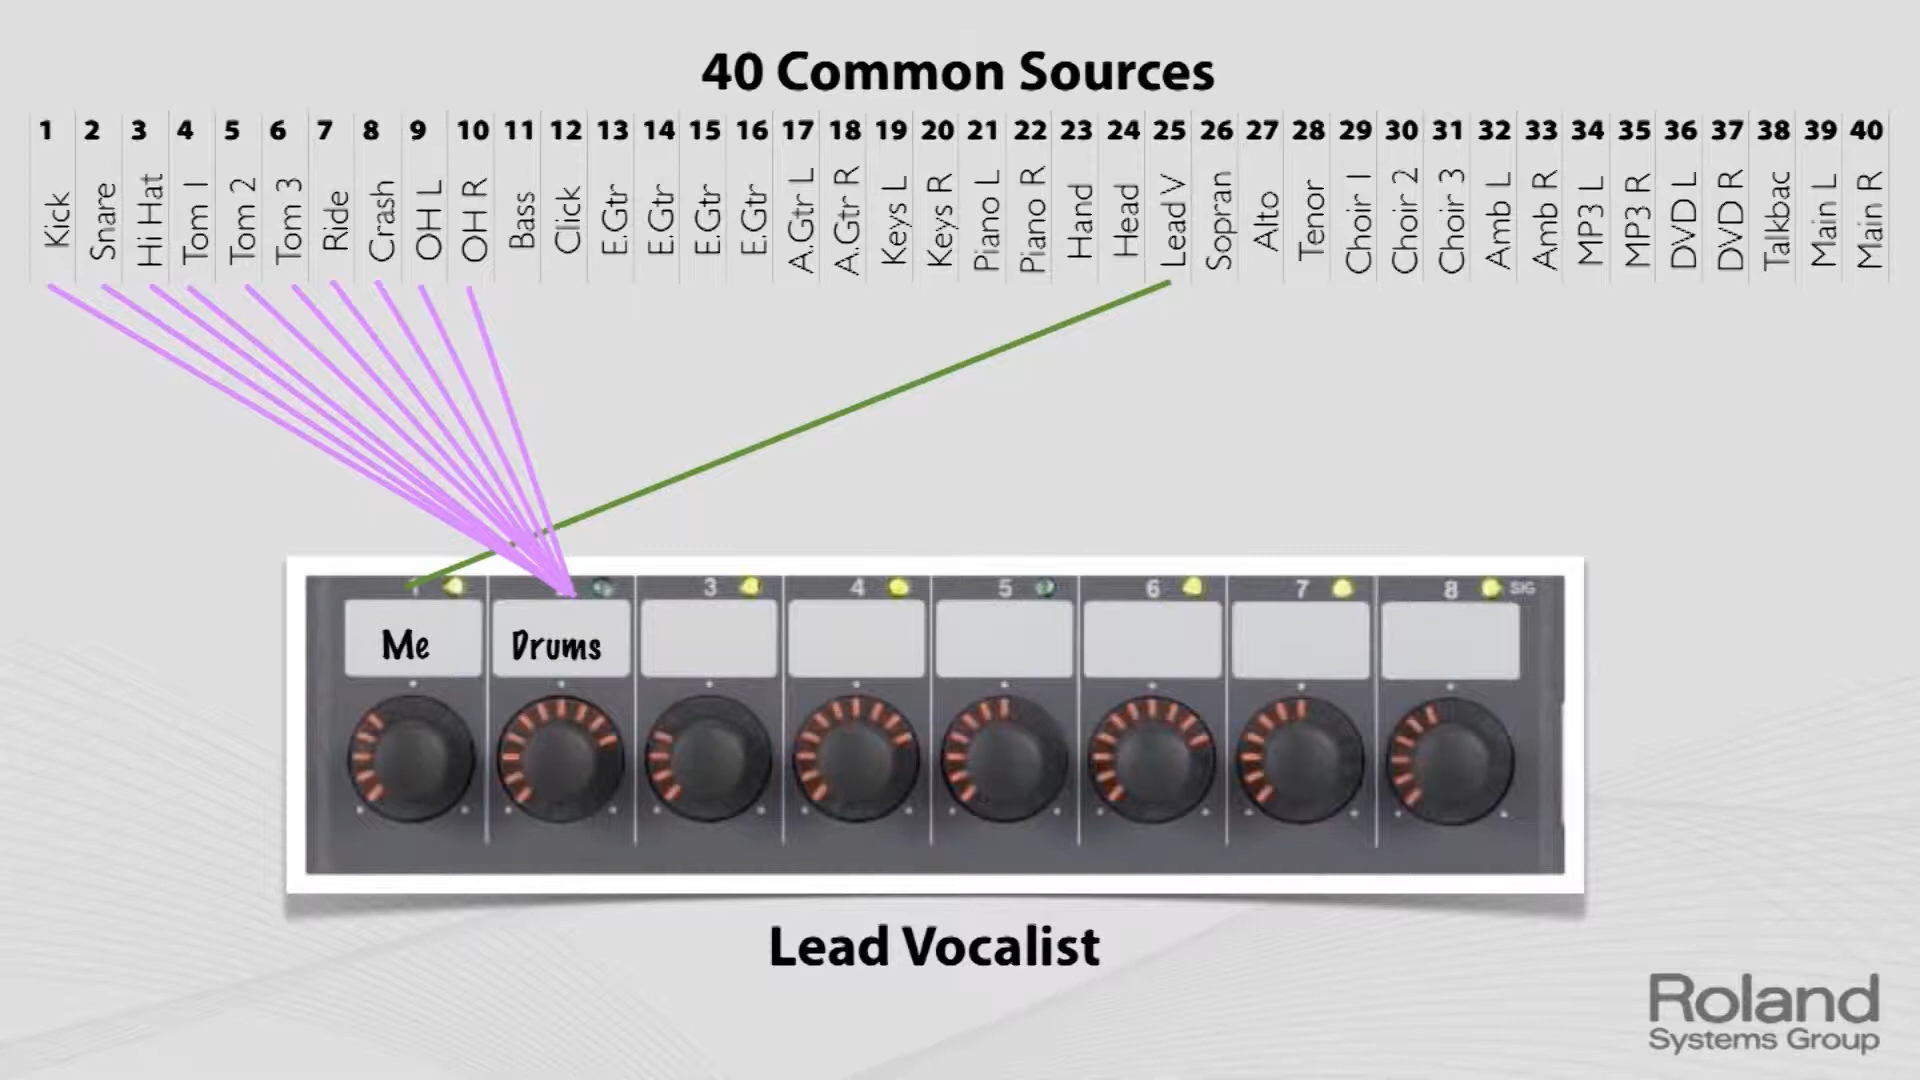 40 Common Sources
1 2 3 4 5 6 7 8 9 10 11 12 13 14 15 16 17 18 19 20 21 22 23 24 25 26 27 28 29 30 31 32 33 34 35 36 37 38 39 40
Kick Snare Hi Hat Tom 1 Tom 2 Tom 3 Ride Crash OH L OH R Bass Click E.Gtr E.Gtr E.Gtr E.Gtr A.Gtr L A.Gtr R Keys L Keys R Piano L Piano R Hand Head Lead V Sopran Alto Tenor Choir 1 Choir 2 Choir 3 Amb L Amb R MP3 L MP3 R DVD L DVD R Talkbac Main L Main R
3 4 5 6 7 8 SIG
Me Drums
Lead Vocalist
Roland
Systems Group